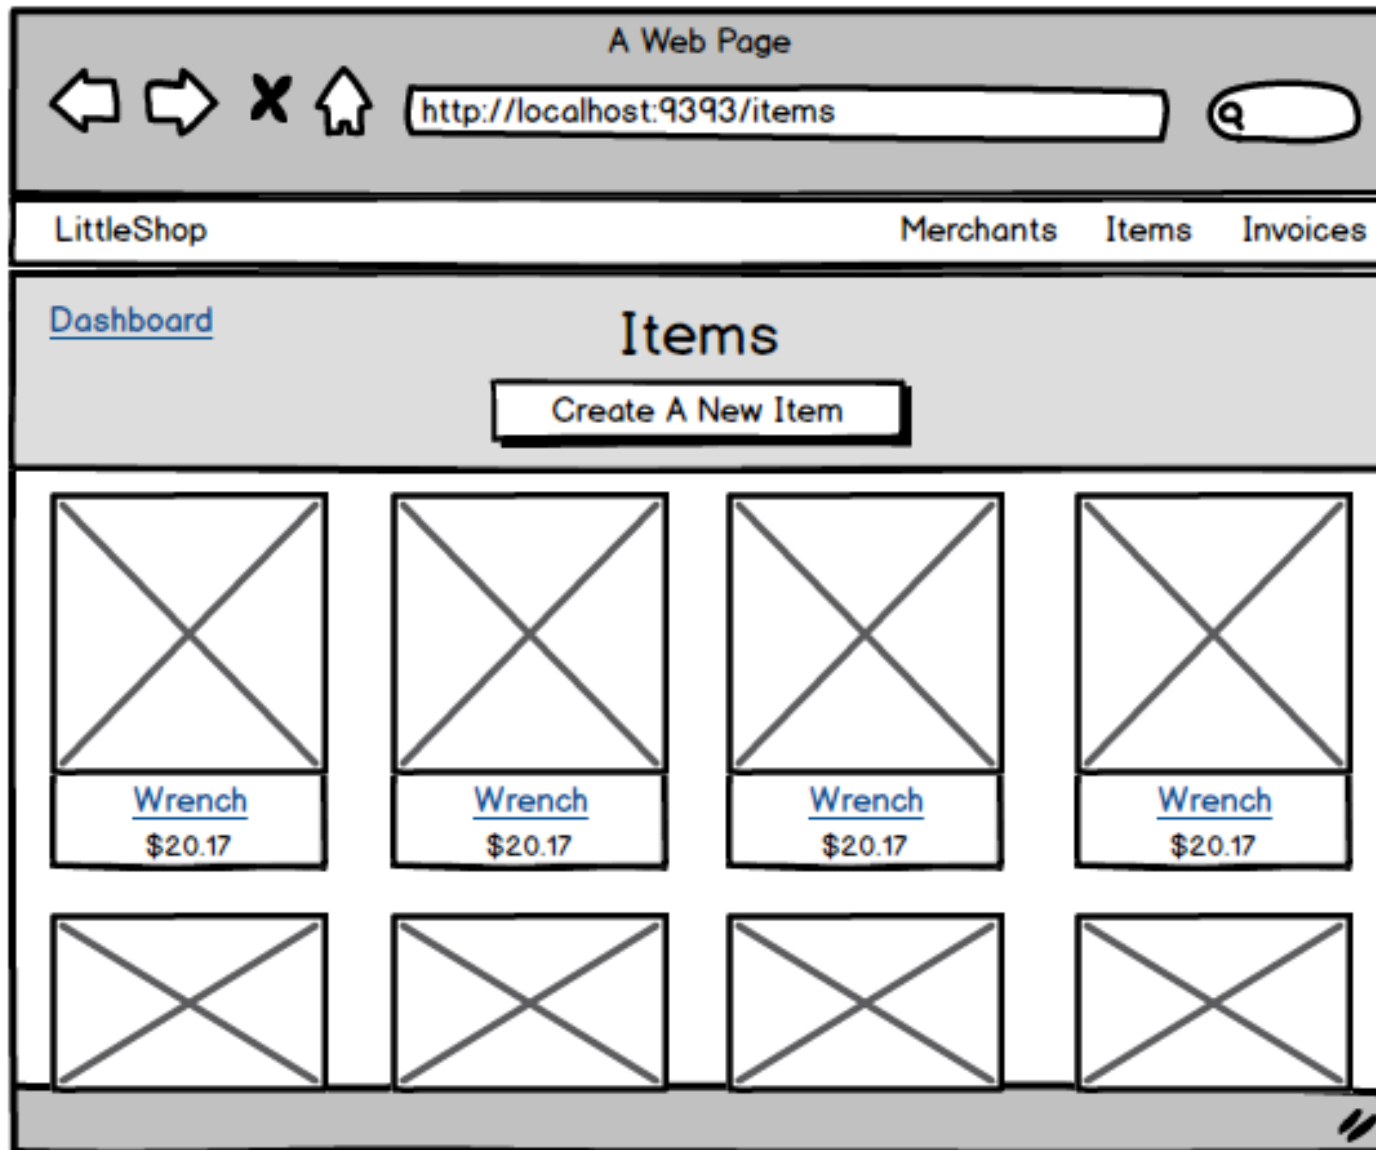 A Web Page
http://localhost:9393/items
LittleShop Merchants Items Invoices
Dashboard
Items
Create A New Item
Wrench Wrench Wrench Wrench
$20.17 $20.17 $20.17 $20.17